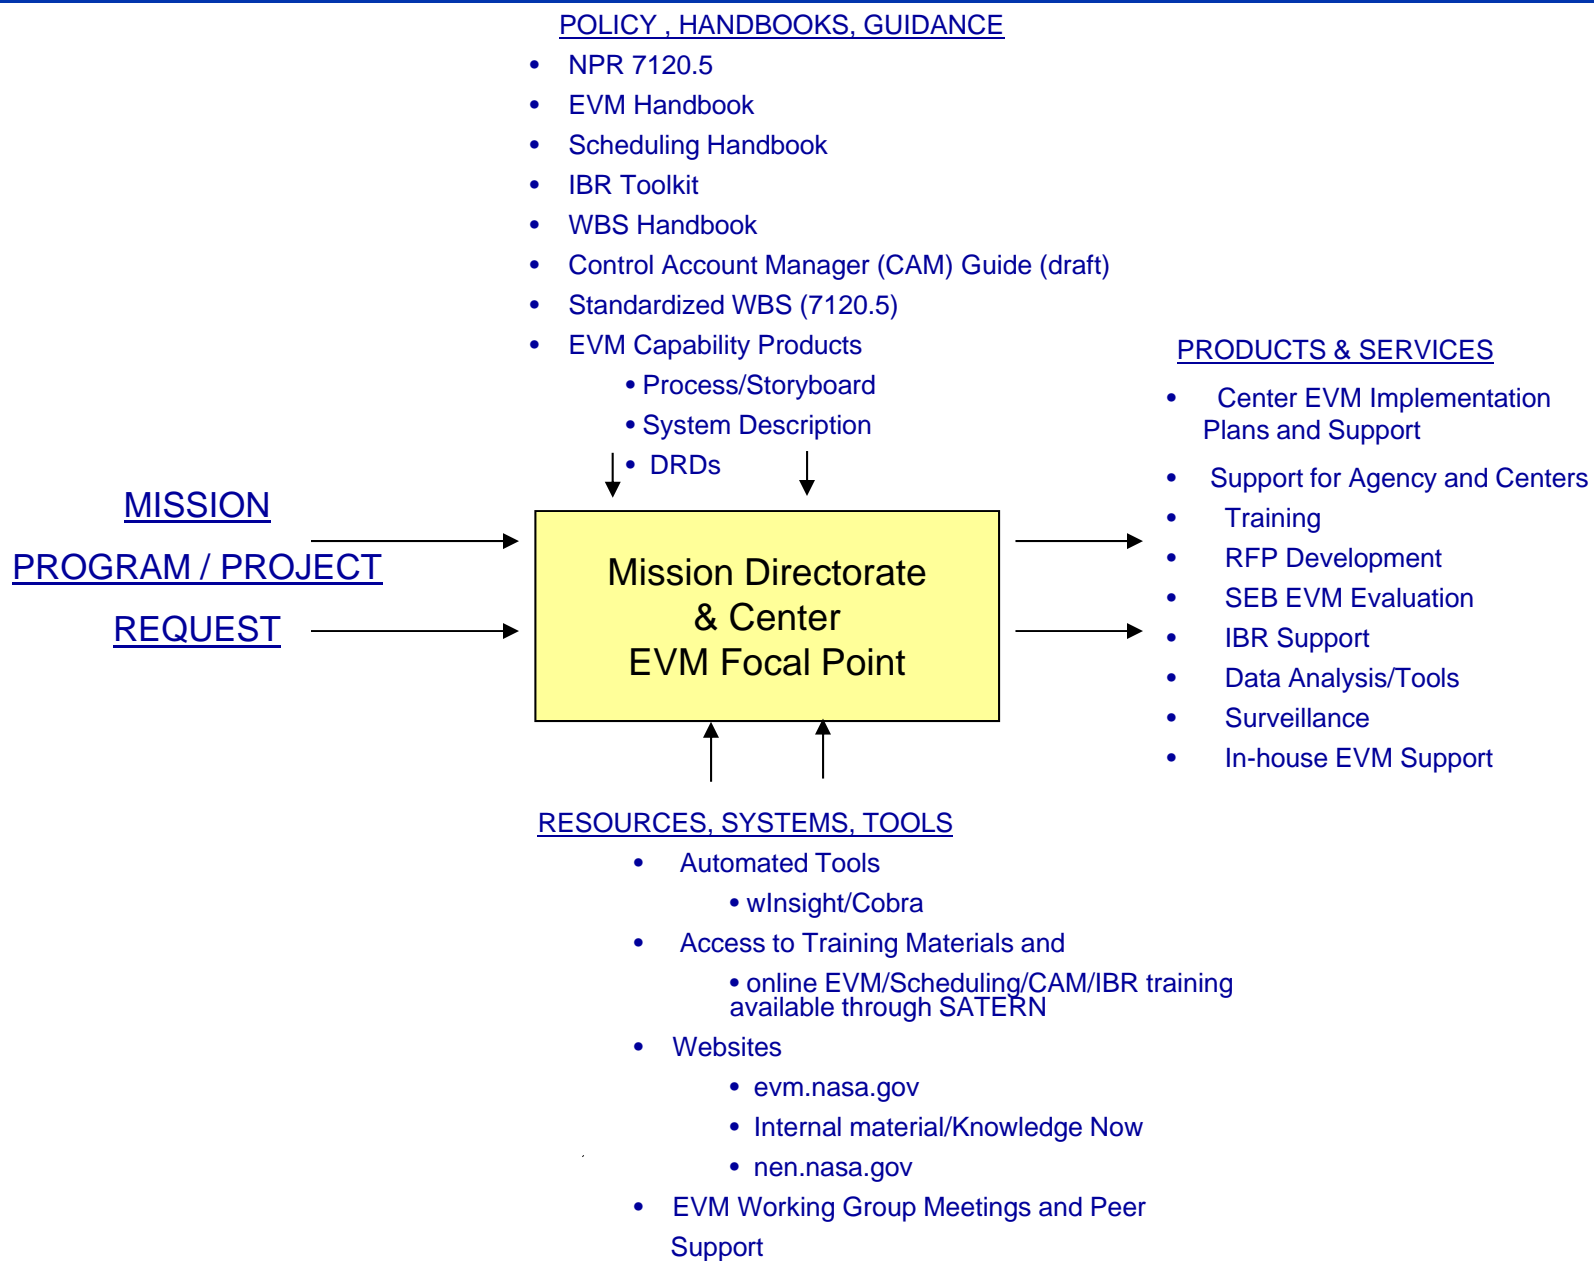 POLICY , HANDBOOKS, GUIDANCE
• NPR 7120.5
• EVM Handbook
• Scheduling Handbook
• IBR Toolkit
• WBS Handbook
• Control Account Manager (CAM) Guide (draft)
• Standardized WBS (7120.5)
• EVM Capability Products
• Process/Storyboard
• System Description
• DRDs
MISSION
PROGRAM / PROJECT
REQUEST
Mission Directorate
& Center
EVM Focal Point
PRODUCTS & SERVICES
• Center EVM Implementation
Plans and Support
• Support for Agency and Centers
• Training
• RFP Development
• SEB EVM Evaluation
• IBR Support
• Data Analysis/Tools
• Surveillance
• In-house EVM Support
RESOURCES, SYSTEMS, TOOLS
• Automated Tools
• wInsight/Cobra
• Access to Training Materials and
• online EVM/Scheduling/CAM/IBR training
available through SATERN
• Websites
• evm.nasa.gov
• Internal material/Knowledge Now
• nen.nasa.gov
• EVM Working Group Meetings and Peer
Support